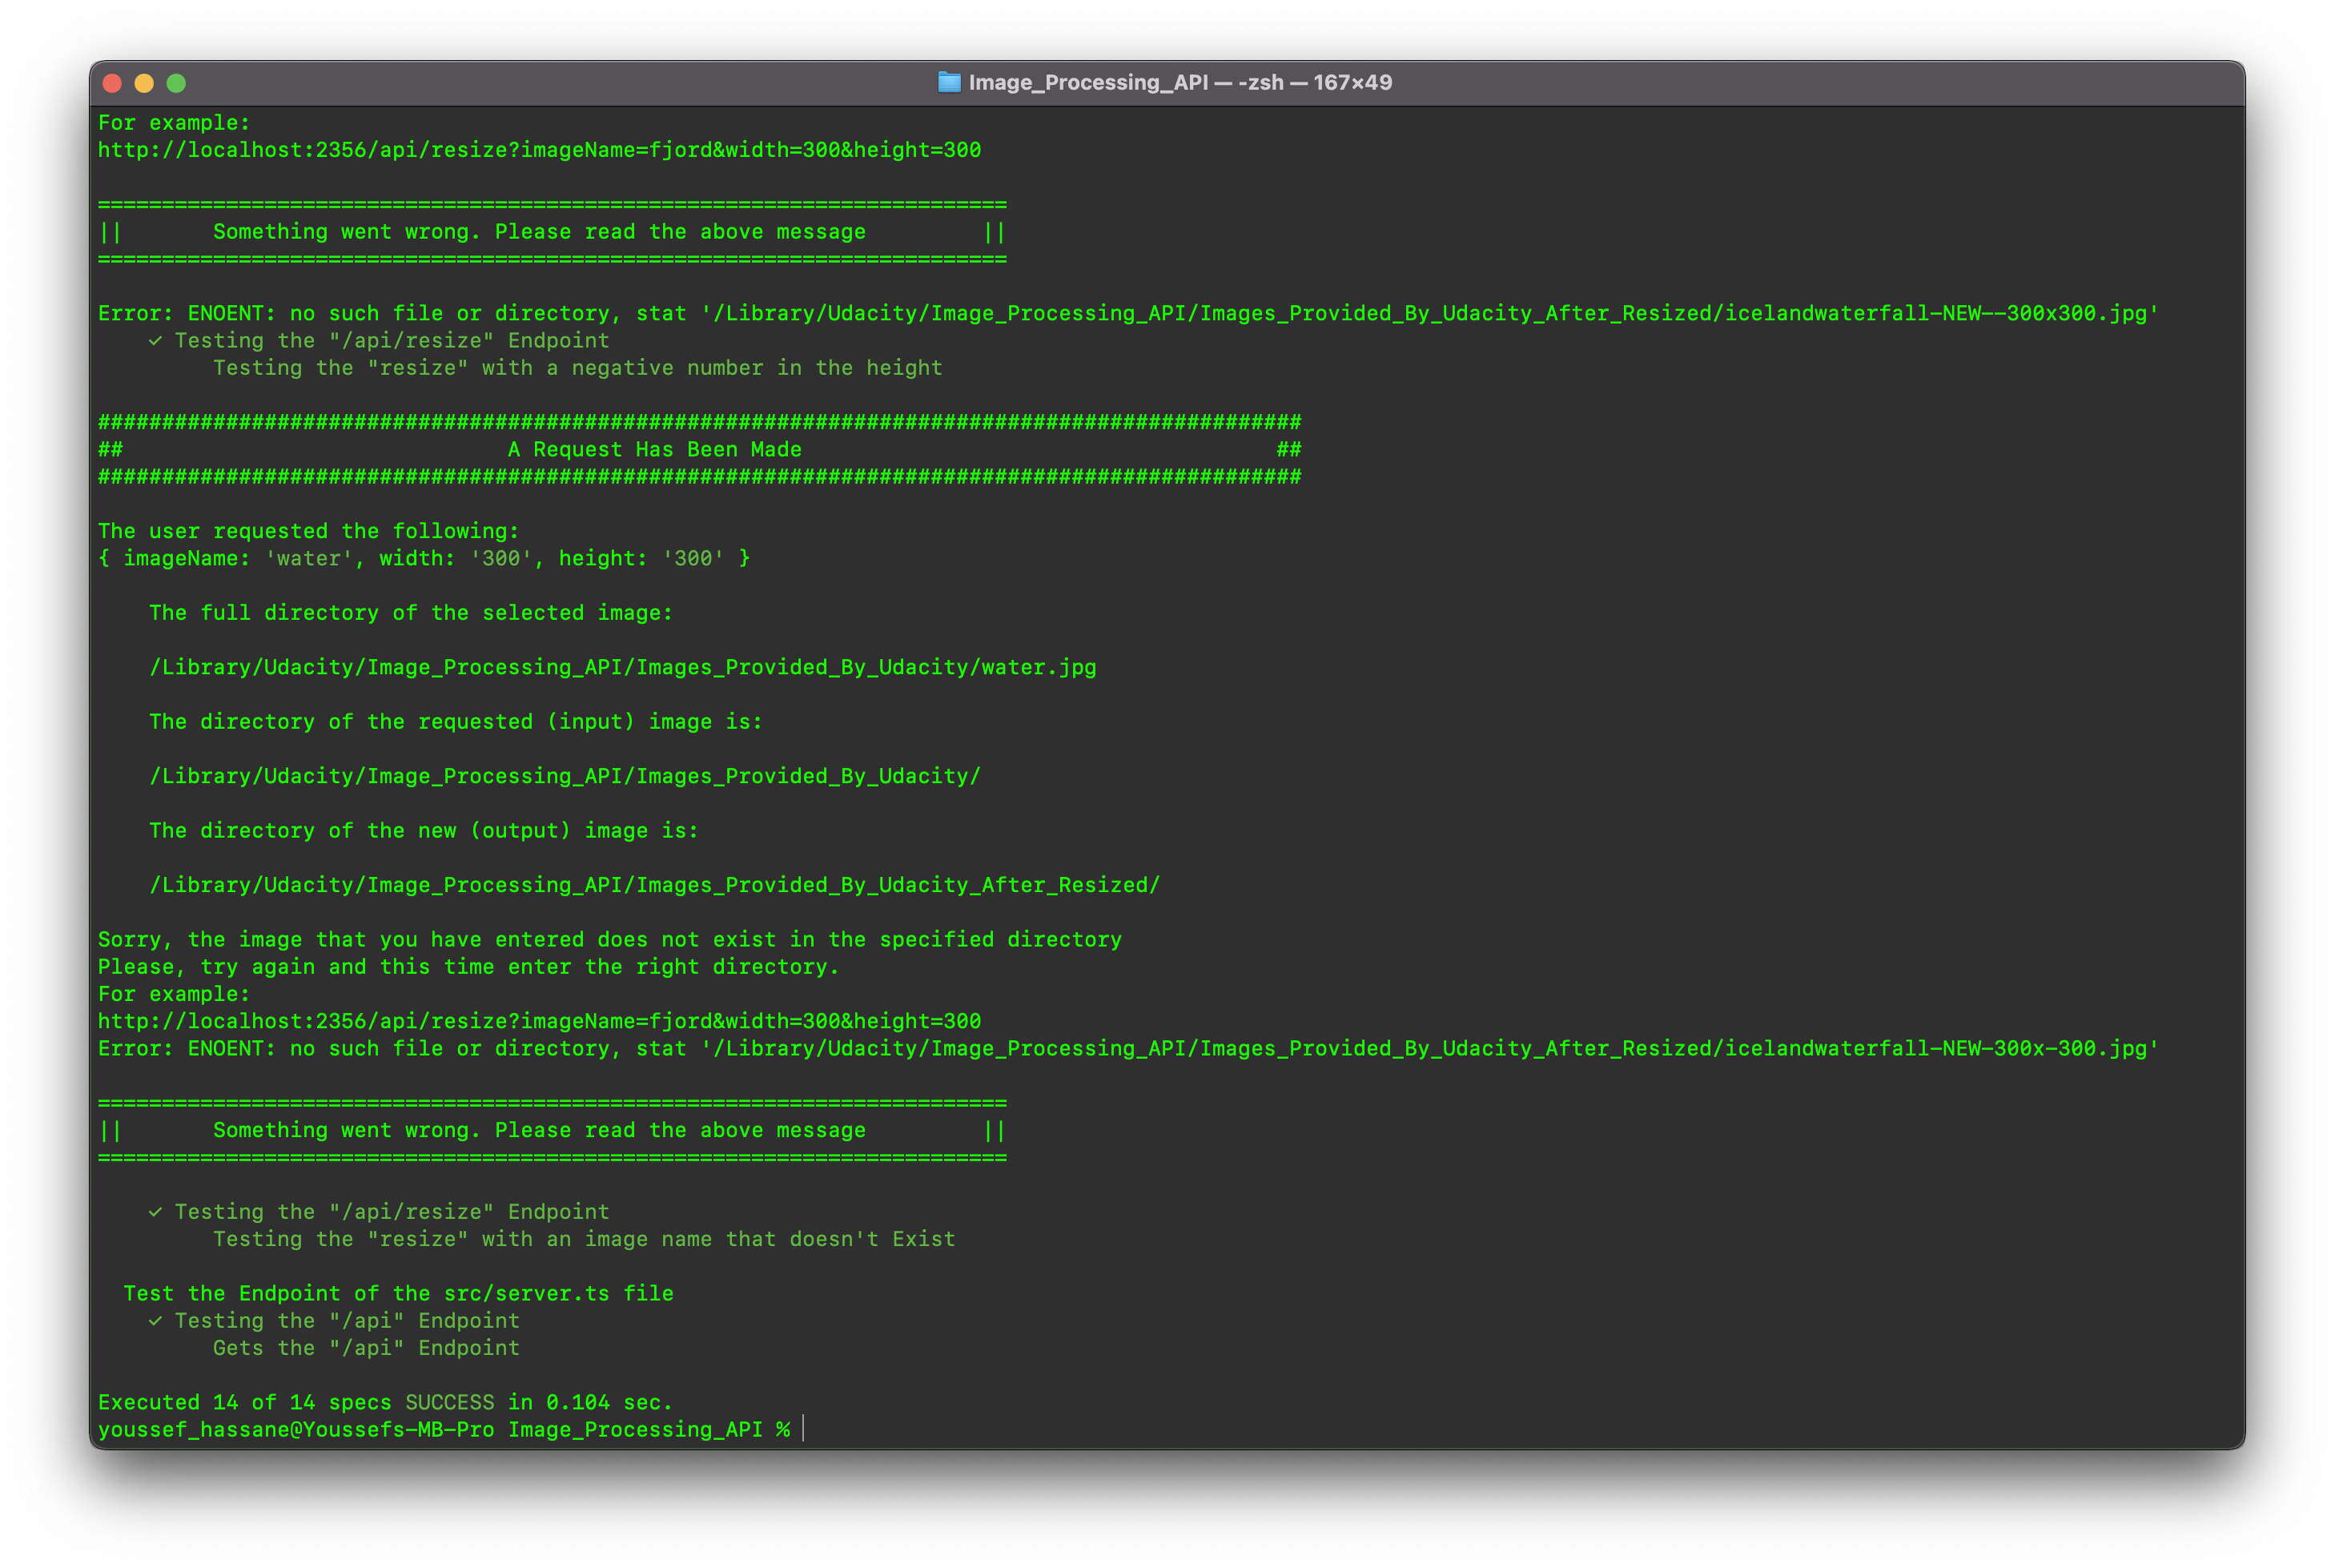 Image_Processing_API — -zsh — 167×49
For example:
http://localhost:2356/api/resize?imageName=fjord&width=300&height=300
=======================================================================
||       Something went wrong. Please read the above message         ||
=======================================================================
Error: ENOENT: no such file or directory, stat '/Library/Udacity/Image_Processing_API/Images_Provided_By_Udacity_After_Resized/icelandwaterfall-NEW--300x300.jpg'
    ✓ Testing the "/api/resize" Endpoint
         Testing the "resize" with a negative number in the height
##############################################################################################
##                              A Request Has Been Made                                     ##
##############################################################################################
The user requested the following:
{ imageName: 'water', width: '300', height: '300' }
    The full directory of the selected image:
    /Library/Udacity/Image_Processing_API/Images_Provided_By_Udacity/water.jpg
    The directory of the requested (input) image is:
    /Library/Udacity/Image_Processing_API/Images_Provided_By_Udacity/
    The directory of the new (output) image is:
    /Library/Udacity/Image_Processing_API/Images_Provided_By_Udacity_After_Resized/
Sorry, the image that you have entered does not exist in the specified directory
Please, try again and this time enter the right directory.
For example:
http://localhost:2356/api/resize?imageName=fjord&width=300&height=300
Error: ENOENT: no such file or directory, stat '/Library/Udacity/Image_Processing_API/Images_Provided_By_Udacity_After_Resized/icelandwaterfall-NEW-300x-300.jpg'
=======================================================================
||       Something went wrong. Please read the above message         ||
=======================================================================
    ✓ Testing the "/api/resize" Endpoint
         Testing the "resize" with an image name that doesn't Exist
  Test the Endpoint of the src/server.ts file
    ✓ Testing the "/api" Endpoint
         Gets the "/api" Endpoint
Executed 14 of 14 specs SUCCESS in 0.104 sec.
youssef_hassane@Youssefs-MB-Pro Image_Processing_API %